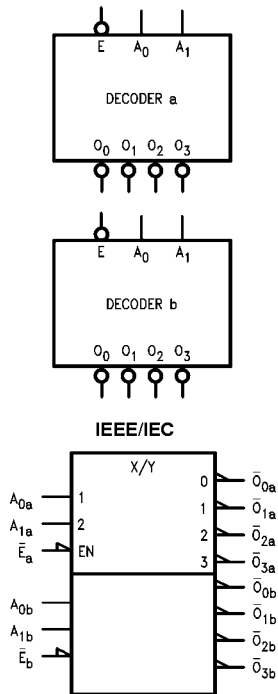 E A₀ A₁
DECODER a
O₀ O₁ O₂ O₃
E A₀ A₁
DECODER b
O₀ O₁ O₂ O₃
IEEE/IEC
X/Y
0 Ō₀ₐ
A₀ₐ 1
1 Ō₁ₐ
A₁ₐ 2
2 Ō₂ₐ
Ēₐ EN
3 Ō₃ₐ
Ō₀b
A₀b
Ō₁b
A₁b
Ō₂b
Ēb
Ō₃b